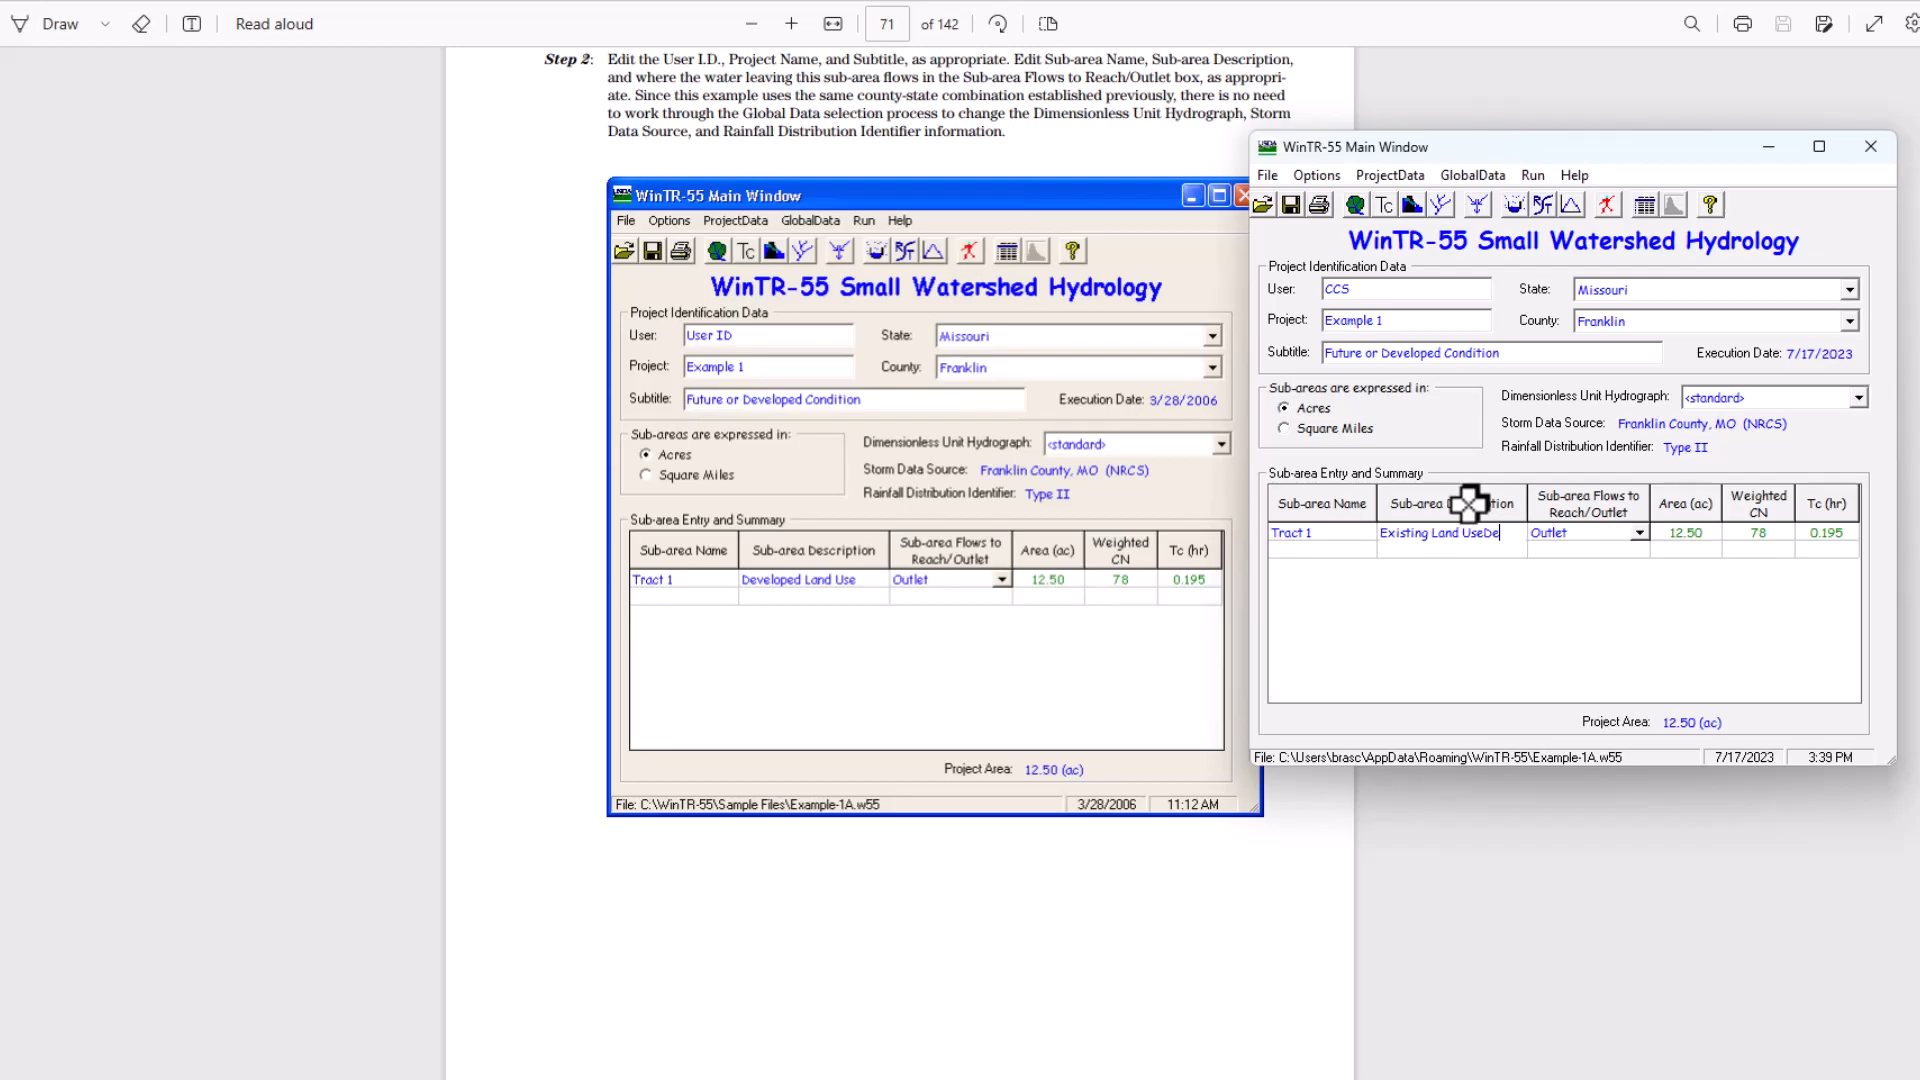 Draw
Read aloud
71 of 142
Step 2: Edit the User I.D., Project Name, and Subtitle, as appropriate. Edit Sub-area Name, Sub-area Description,
and where the water leaving this sub-area flows in the Sub-area Flows to Reach/Outlet box, as appropri-
ate. Since this example uses the same county-state combination established previously, there is no need
to work through the Global Data selection process to change the Dimensionless Unit Hydrograph, Storm
Data Source, and Rainfall Distribution Identifier information.
WinTR-55 Main Window
File Options ProjectData GlobalData Run Help
Tc
WinTR-55 Small Watershed Hydrology
Project Identification Data
User: User ID State: Missouri
Project: Example 1 County: Franklin
Subtitle: Future or Developed Condition Execution Date: 3/28/2006
Sub-areas are expressed in:
Acres
Square Miles
Dimensionless Unit Hydrograph: <standard>
Storm Data Source: Franklin County, MO (NRCS)
Rainfall Distribution Identifier: Type II
Sub-area Entry and Summary
Sub-area Name Sub-area Description Sub-area Flows to Reach/Outlet Area (ac) Weighted CN Tc (hr)
Tract 1 Developed Land Use Outlet 12.50 78 0.195
Project Area: 12.50 (ac)
File: C:\WinTR-55\Sample Files\Example-1A.w55 3/28/2006 11:12 AM
WinTR-55 Main Window
File Options ProjectData GlobalData Run Help
Tc
WinTR-55 Small Watershed Hydrology
Project Identification Data
User: CCS State: Missouri
Project: Example 1 County: Franklin
Subtitle: Future or Developed Condition Execution Date: 7/17/2023
Sub-areas are expressed in:
Acres
Square Miles
Dimensionless Unit Hydrograph: <standard>
Storm Data Source: Franklin County, MO (NRCS)
Rainfall Distribution Identifier: Type II
Sub-area Entry and Summary
Sub-area Name Sub-area Sub-area Flows to Reach/Outlet Area (ac) Weighted CN Tc (hr)
Tract 1 Existing Land UseDe Outlet 12.50 78 0.195
Project Area: 12.50 (ac)
File: C:\Users\brasc\AppData\Roaming\WinTR-55\Example-1A.w55 7/17/2023 3:39 PM